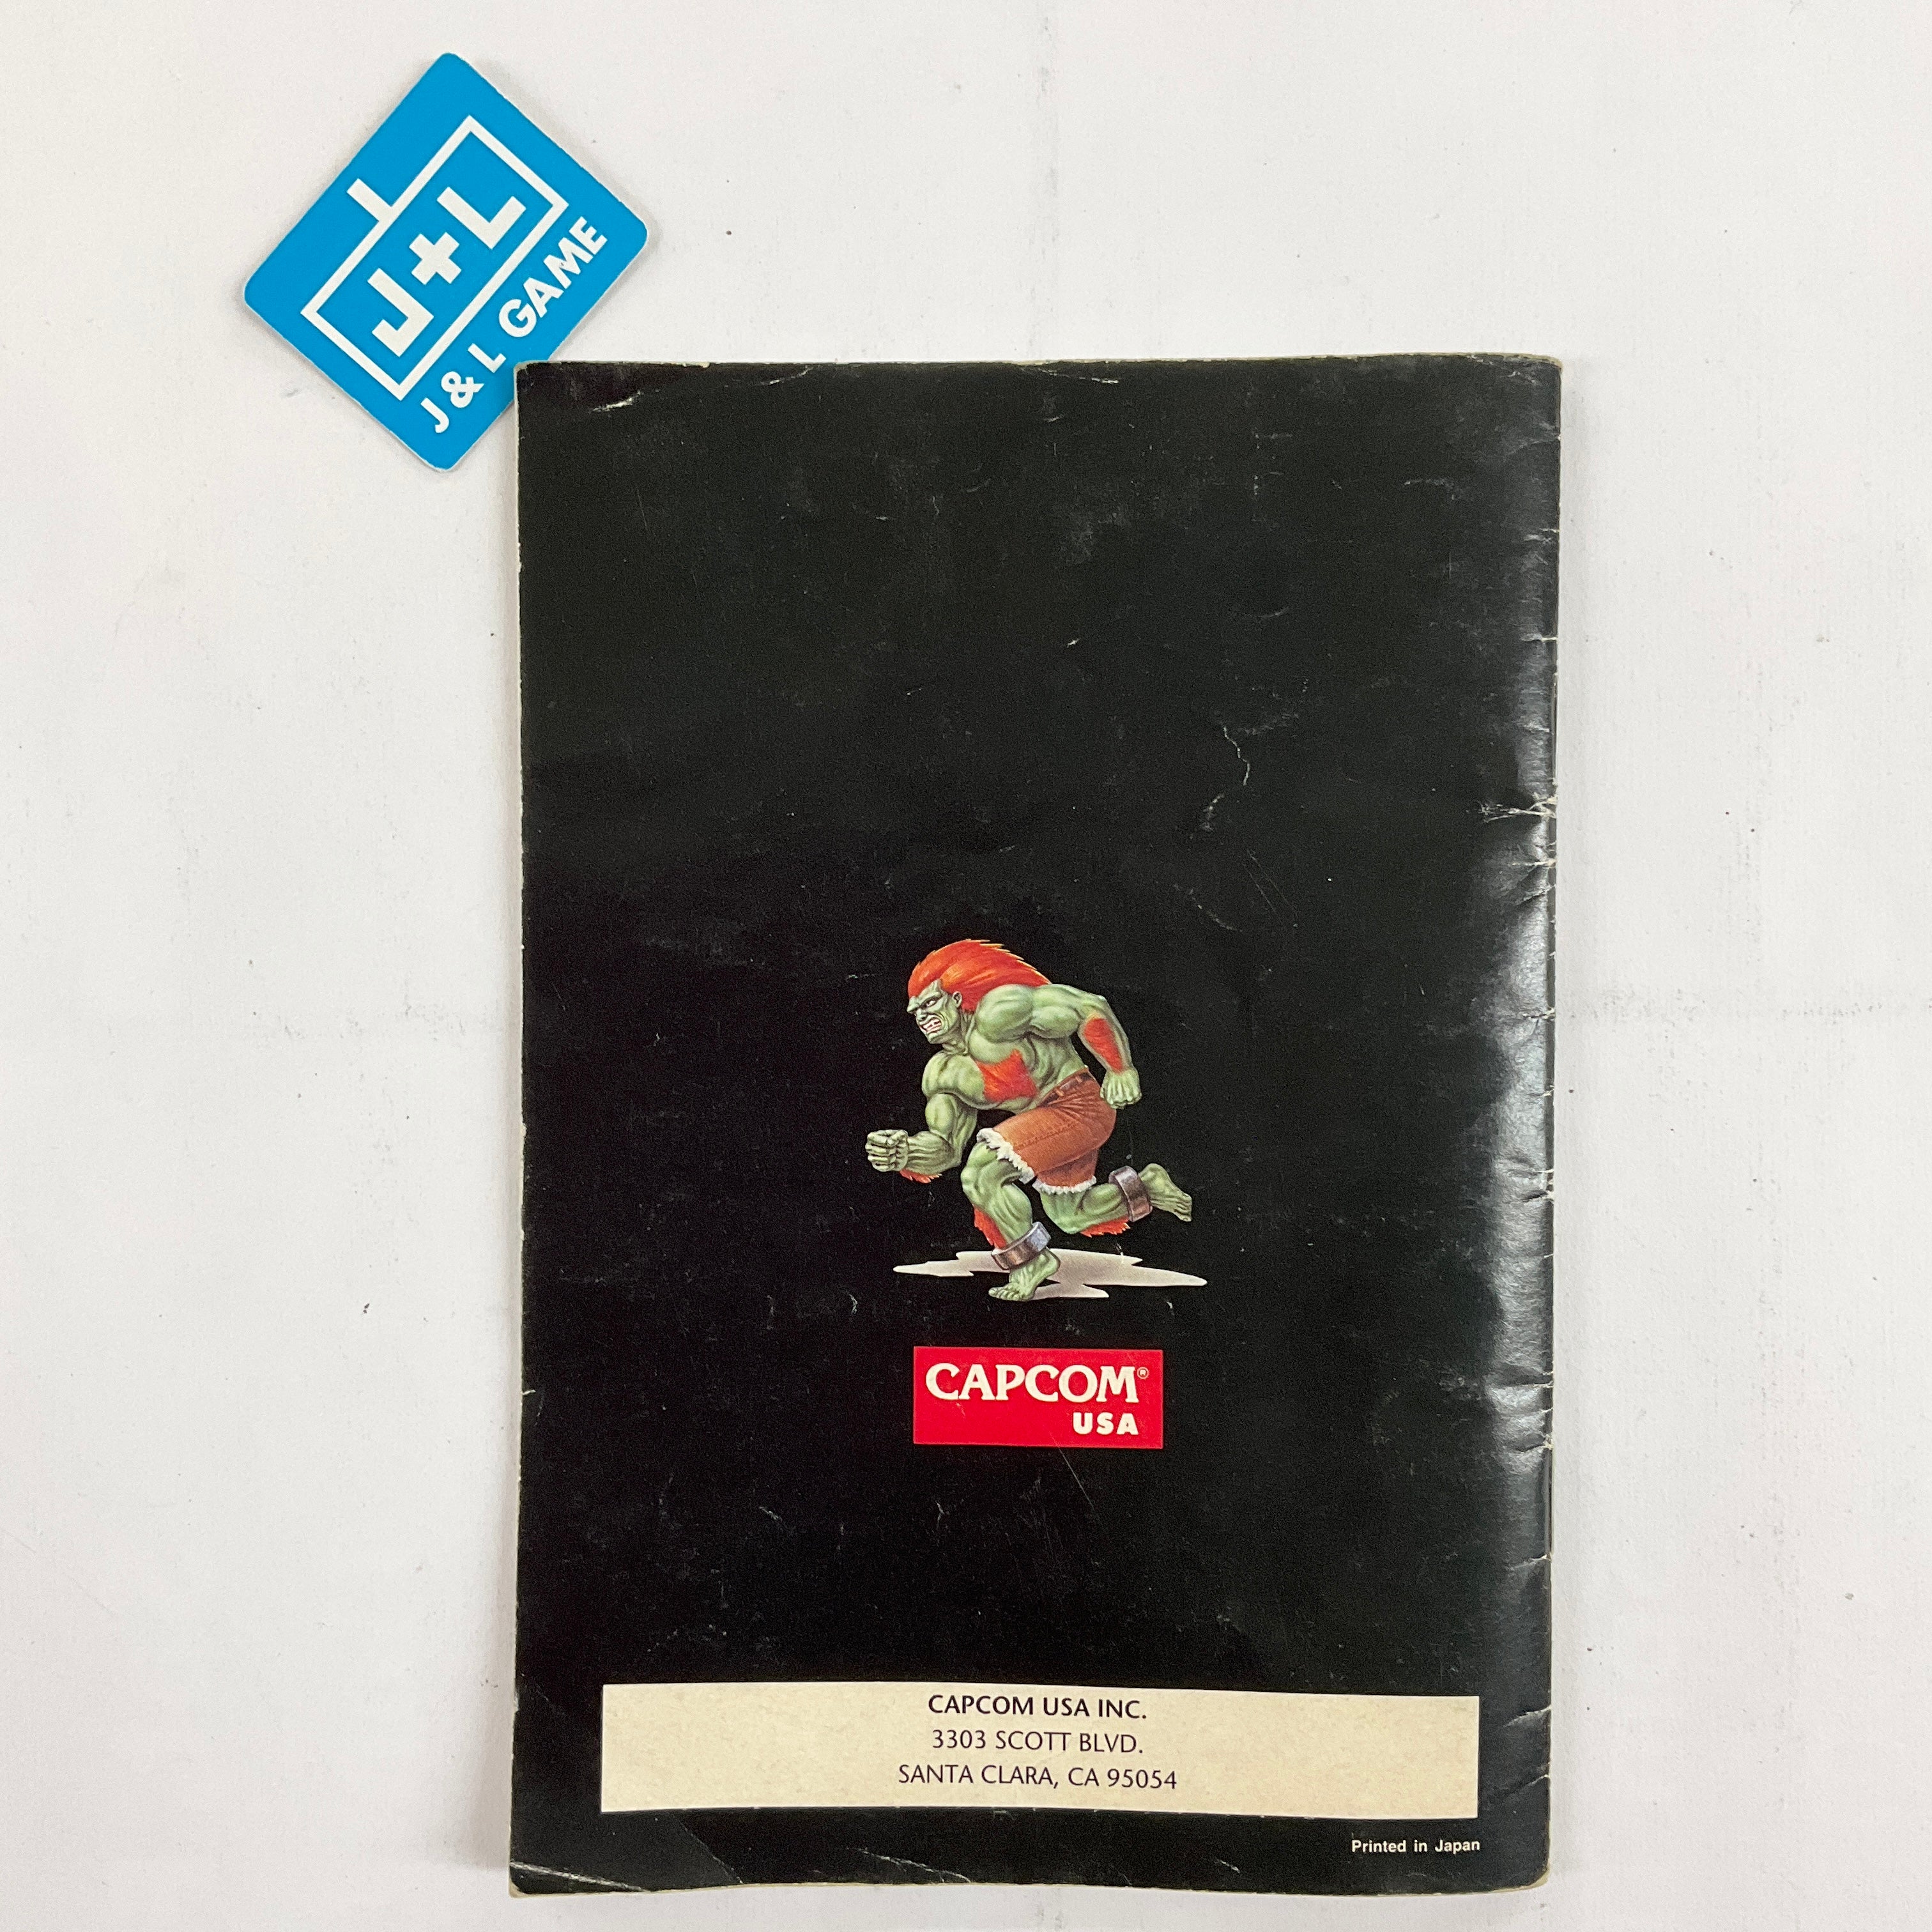 J+L
J & L GAME
CAPCOM®
USA
CAPCOM USA INC.
3303 SCOTT BLVD.
SANTA CLARA, CA 95054
Printed in Japan